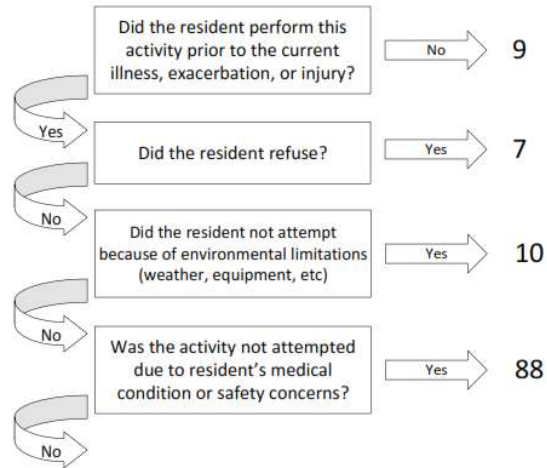 Did the resident perform this
activity prior to the current
illness, exacerbation, or injury?
No
9
Yes
Did the resident refuse?
Yes
7
No
Did the resident not attempt
because of environmental limitations
(weather, equipment, etc)
Yes
10
No
Was the activity not attempted
due to resident's medical
condition or safety concerns?
Yes
88
No